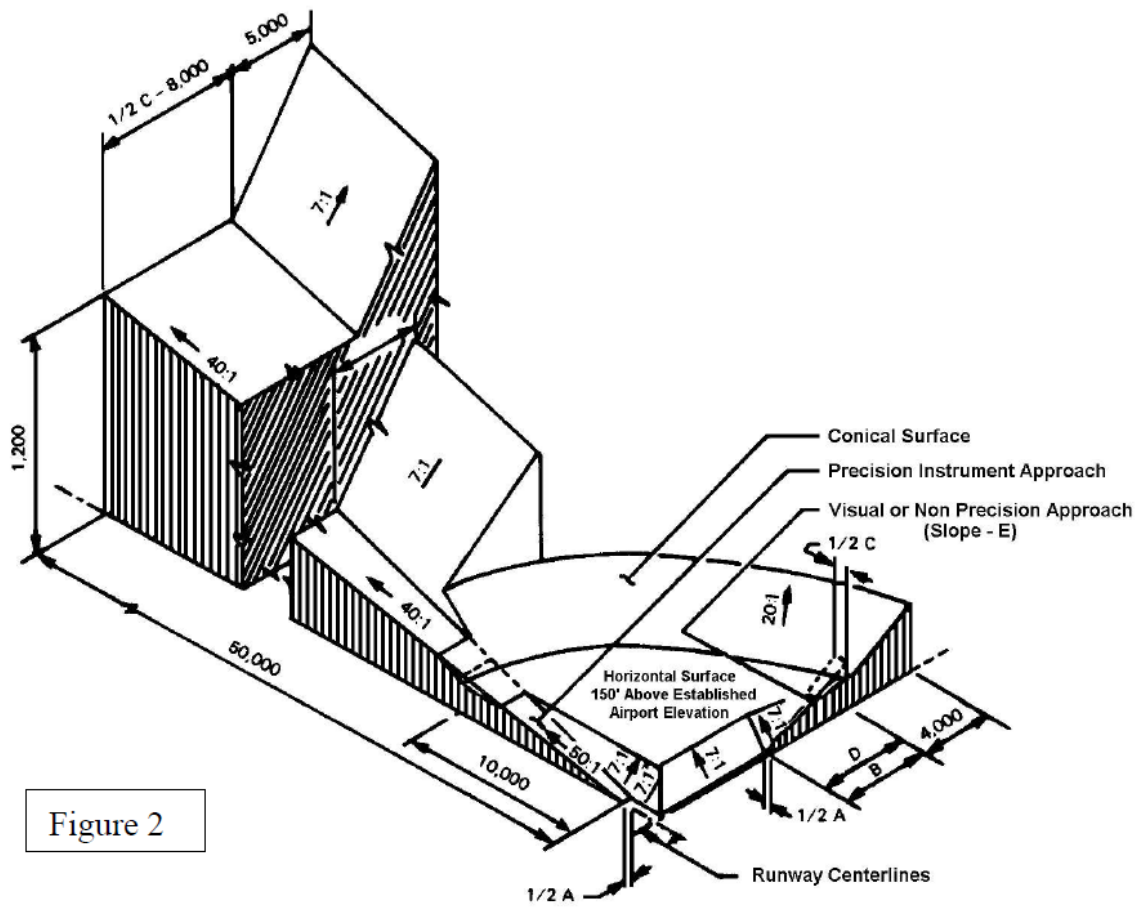 5,000
1/2 C - 8,000
7:1
40:1
1,200
7:1
Conical Surface
Precision Instrument Approach
Visual or Non Precision Approach
(Slope - E)
1/2 C
20:1
40:1
50,000
Horizontal Surface
150' Above Established
Airport Elevation
7:1
4,000
D
B
50:1
7:1
7:1
7:1
10,000
1/2 A
Figure 2
Runway Centerlines
1/2 A